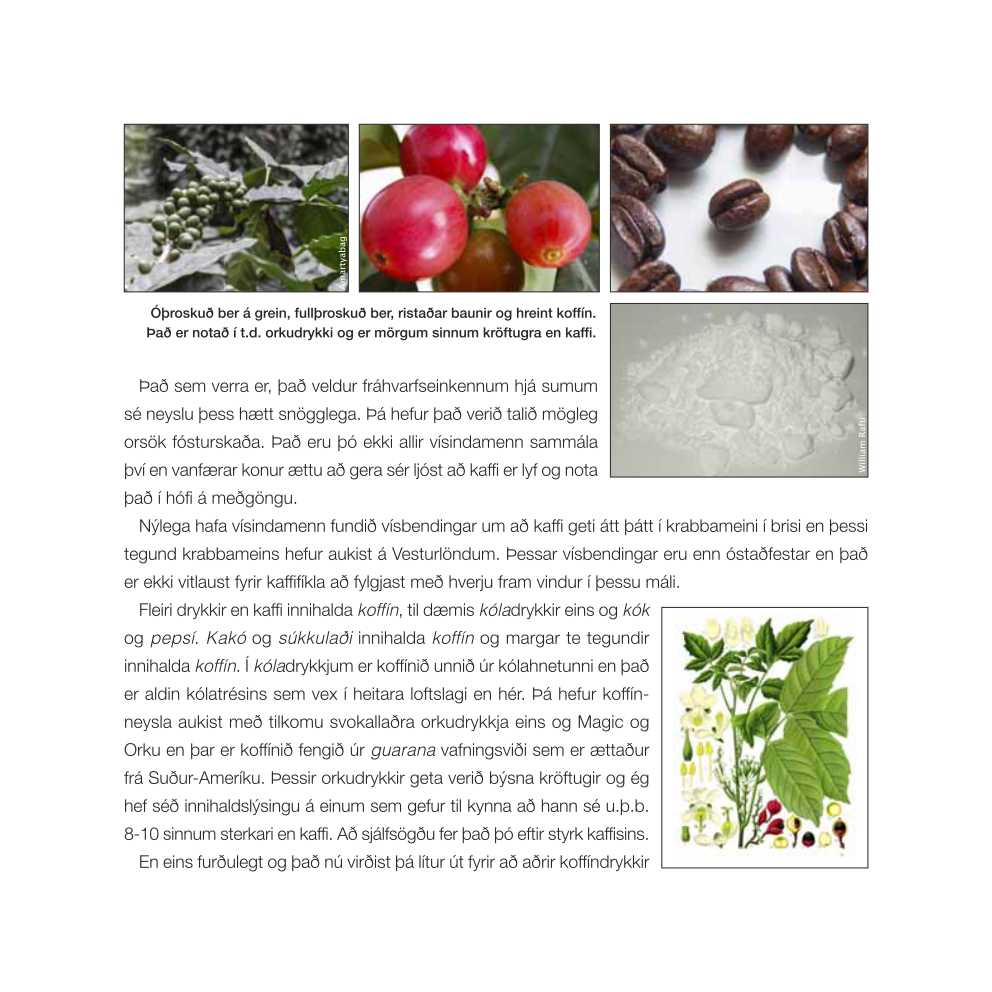 Amartyabag
Óþroskuð ber á grein, fullþroskuð ber, ristaðar baunir og hreint koffín.
Það er notað í t.d. orkudrykki og er mörgum sinnum kröftugra en kaffi.
William Rafti
Það sem verra er, það veldur fráhvarfseinkennum hjá sumum
sé neyslu þess hætt snögglega. Þá hefur það verið talið mögleg
orsök fósturskaða. Það eru þó ekki allir vísindamenn sammála
því en vanfærar konur ættu að gera sér ljóst að kaffi er lyf og nota
það í hófi á meðgöngu.
Nýlega hafa vísindamenn fundið vísbendingar um að kaffi geti átt þátt í krabbameini í brisi en þessi
tegund krabbameins hefur aukist á Vesturlöndum. Þessar vísbendingar eru enn óstaðfestar en það
er ekki vitlaust fyrir kaffifíkla að fylgjast með hverju fram vindur í þessu máli.
Fleiri drykkir en kaffi innihalda koffín, til dæmis kóladrykkir eins og kók
og pepsí. Kakó og súkkulaði innihalda koffín og margar te tegundir
innihalda koffín. Í kóladrykkjum er koffínið unnið úr kólahnetunni en það
er aldin kólatrésins sem vex í heitara loftslagi en hér. Þá hefur koffín-
neysla aukist með tilkomu svokallaðra orkudrykkja eins og Magic og
Orku en þar er koffínið fengið úr guarana vafningsviði sem er ættaður
frá Suður-Ameríku. Þessir orkudrykkir geta verið býsna kröftugir og ég
hef séð innihaldslýsingu á einum sem gefur til kynna að hann sé u.þ.b.
8-10 sinnum sterkari en kaffi. Að sjálfsögðu fer það þó eftir styrk kaffisins.
En eins furðulegt og það nú virðist þá lítur út fyrir að aðrir koffíndrykkir